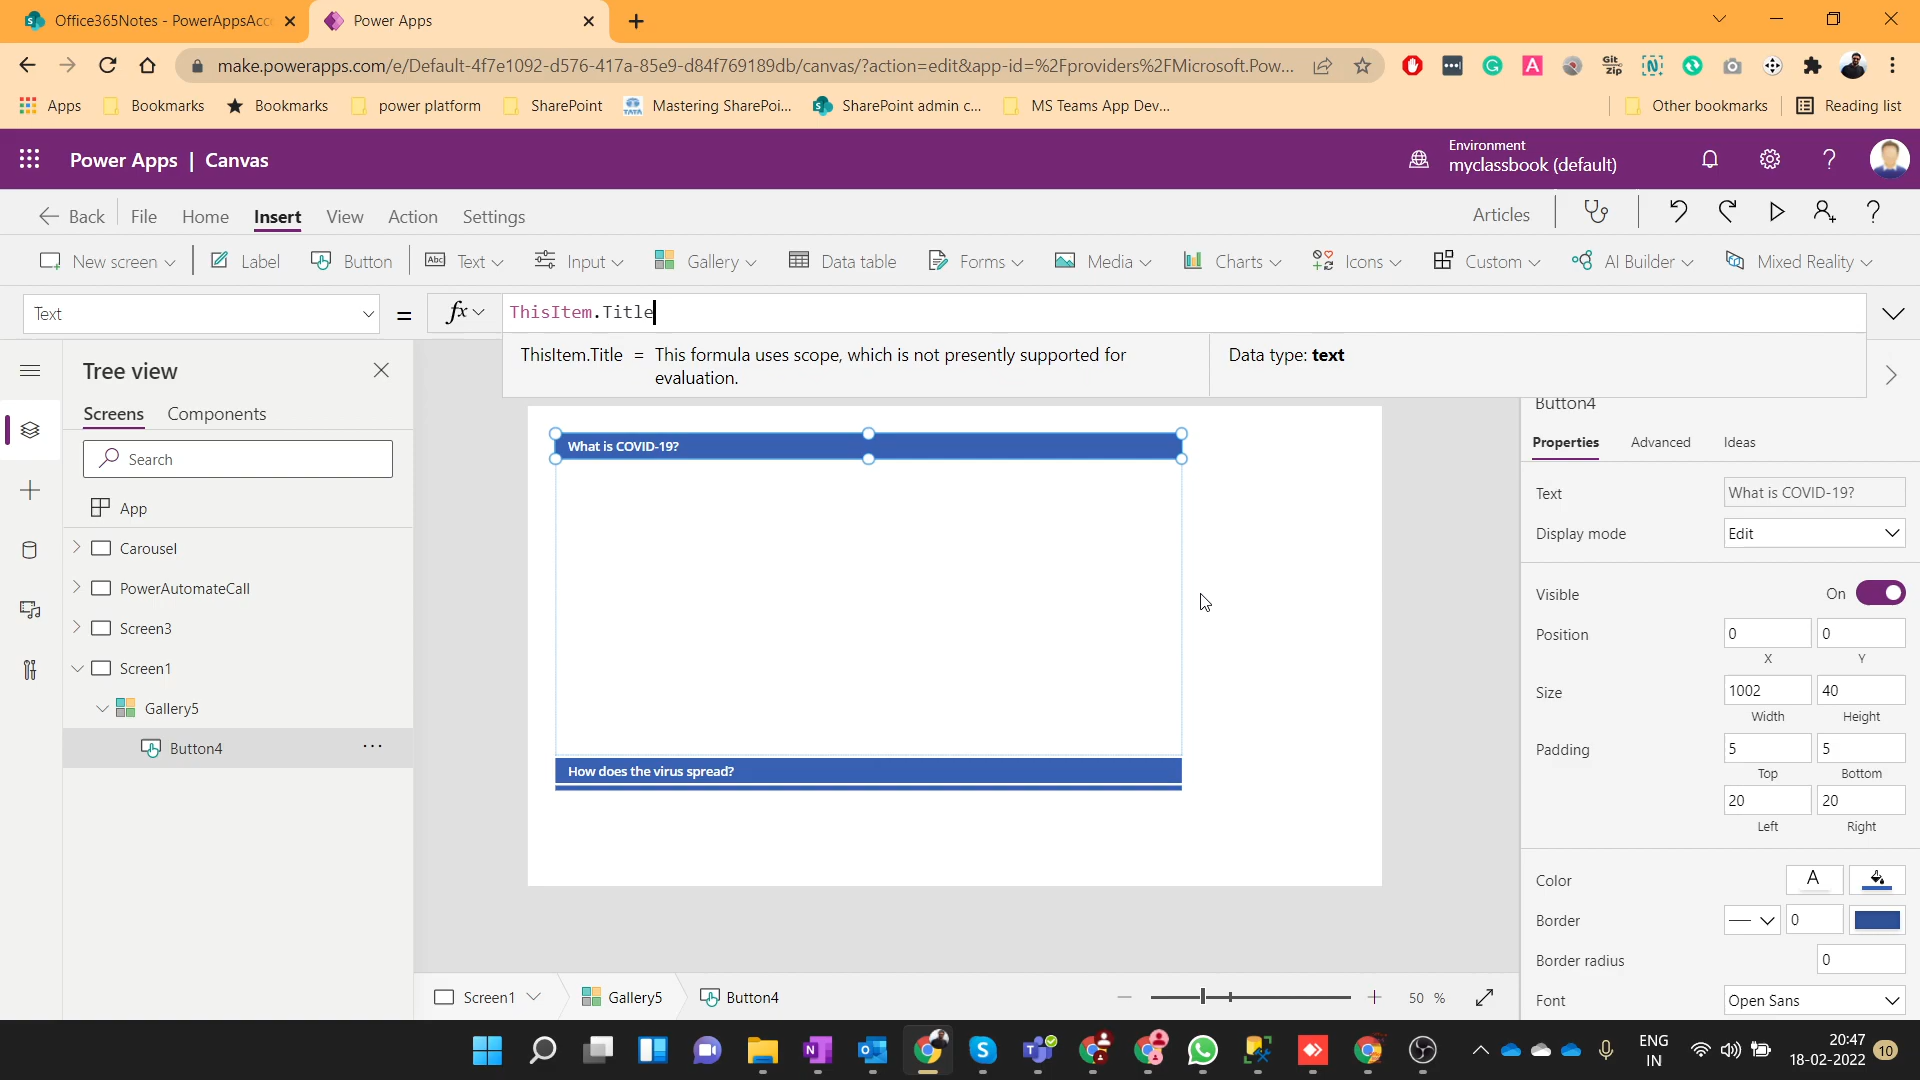 Office365Notes - PowerAppsAcc
Power Apps
make.powerapps.com/e/Default-4f7e1092-d576-417a-85e9-d84f769189db/canvas/?action=edit&app-id=%2Fproviders%2FMicrosoft.Pow...
Git
zip
Apps
Bookmarks
Bookmarks
power platform
SharePoint
TATA
Mastering SharePoi...
SharePoint admin c...
MS Teams App Dev...
Other bookmarks
Reading list
Power Apps | Canvas
Environment
myclassbook (default)
Back
File
Home
Insert
View
Action
Settings
Articles
New screen
Label
Button
Abc
Text
Input
Gallery
Data table
Forms
Media
Charts
Icons
Custom
AI Builder
Mixed Reality
Text
=
fx
ThisItem.Title
ThisItem.Title = This formula uses scope, which is not presently supported for
evaluation.
Data type: text
Tree view
Screens
Components
Search
App
Carousel
PowerAutomateCall
Screen3
Screen1
Gallery5
Button4
What is COVID-19?
How does the virus spread?
Button4
Properties
Advanced
Ideas
Text
What is COVID-19?
Display mode
Edit
Visible
On
Position
0
0
X
Y
Size
1002
40
Width
Height
Padding
5
5
Top
Bottom
20
20
Left
Right
Color
A
Border
0
Border radius
0
Font
Open Sans
Screen1
Gallery5
Button4
50 %
ENG
IN
20:47
18-02-2022
10